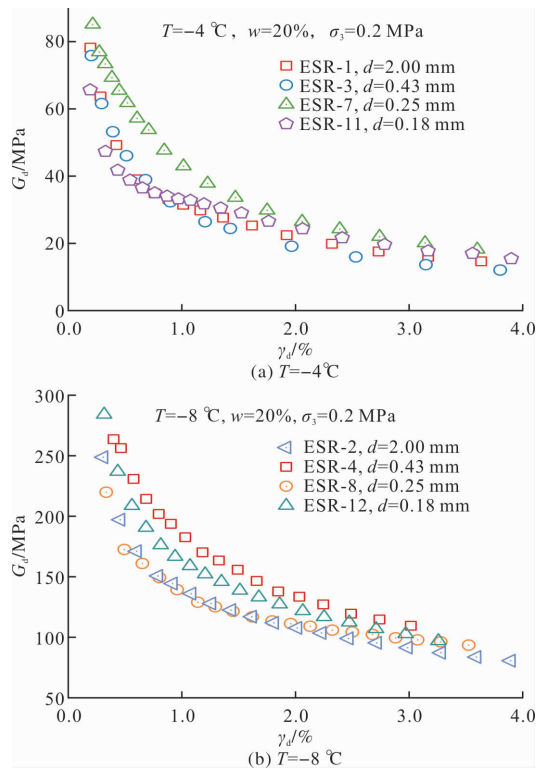 T=−4 ℃, w=20%, σ₃=0.2 MPa
ESR-1, d=2.00 mm
ESR-3, d=0.43 mm
ESR-7, d=0.25 mm
ESR-11, d=0.18 mm
G_d/MPa
80
60
40
20
0
0.0 1.0 2.0 3.0 4.0
γ_d/%
(a) T=−4℃
T=−8 ℃, w=20%, σ₃=0.2 MPa
ESR-2, d=2.00 mm
ESR-4, d=0.43 mm
ESR-8, d=0.25 mm
ESR-12, d=0.18 mm
G_d/MPa
300
250
200
150
100
50
0.0 1.0 2.0 3.0 4.0
γ_d/%
(b) T=−8℃